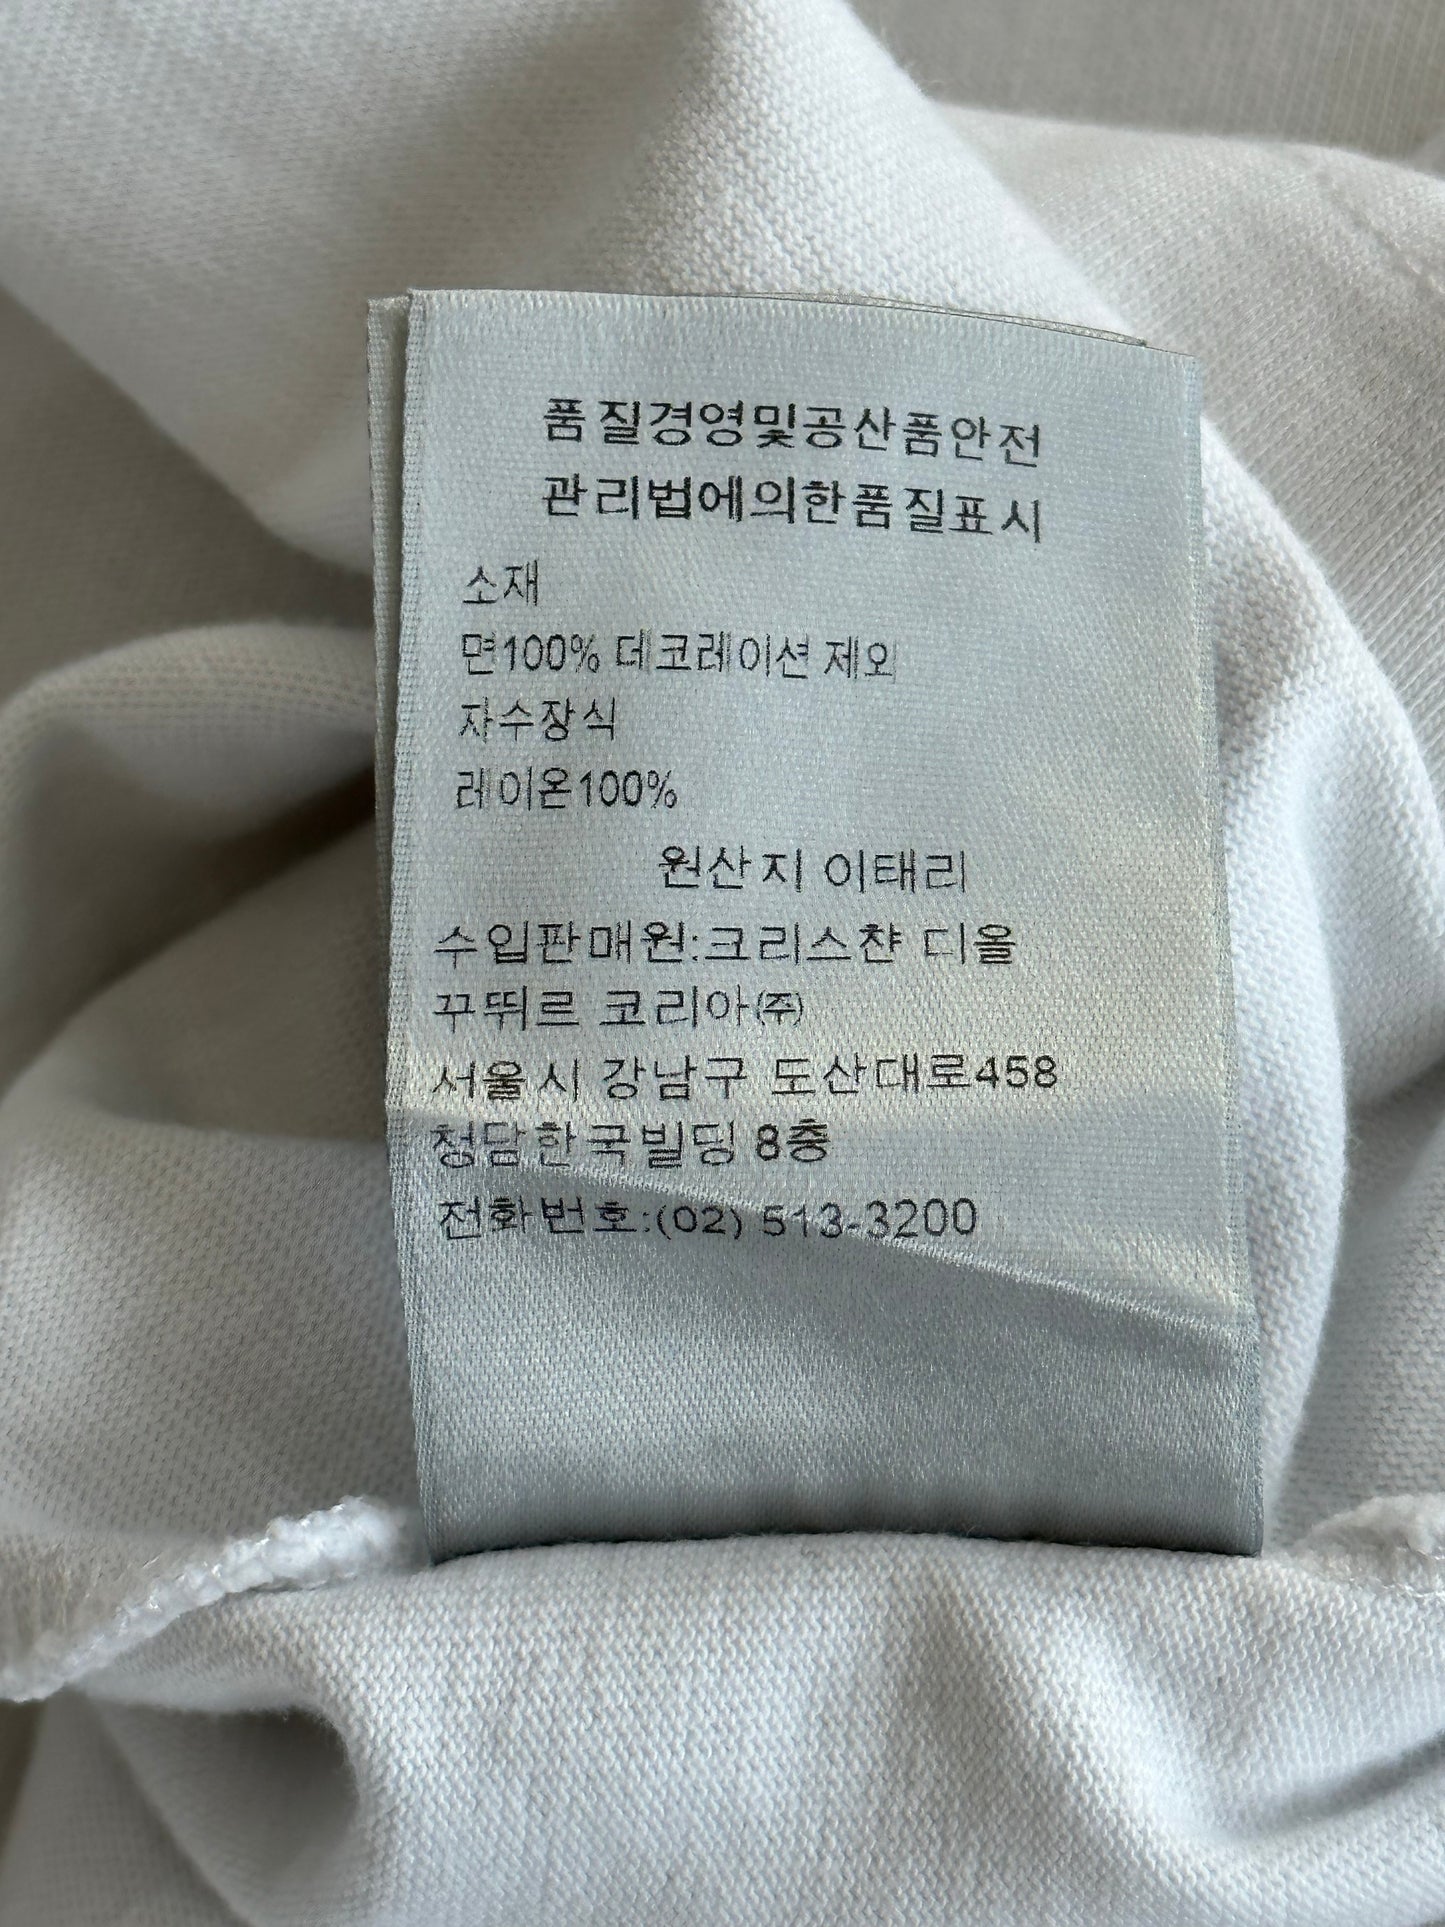 품질경영및공산품안전
관리법에의한품질표시
소재
면100% 데코레이션 제외
자수장식
레이온100%
원산지 이태리
수입판매원:크리스챤 디올
꾸뛰르 코리아(주)
서울시 강남구 도산대로458
청담한국빌딩 8층
전화번호:(02) 513-3200